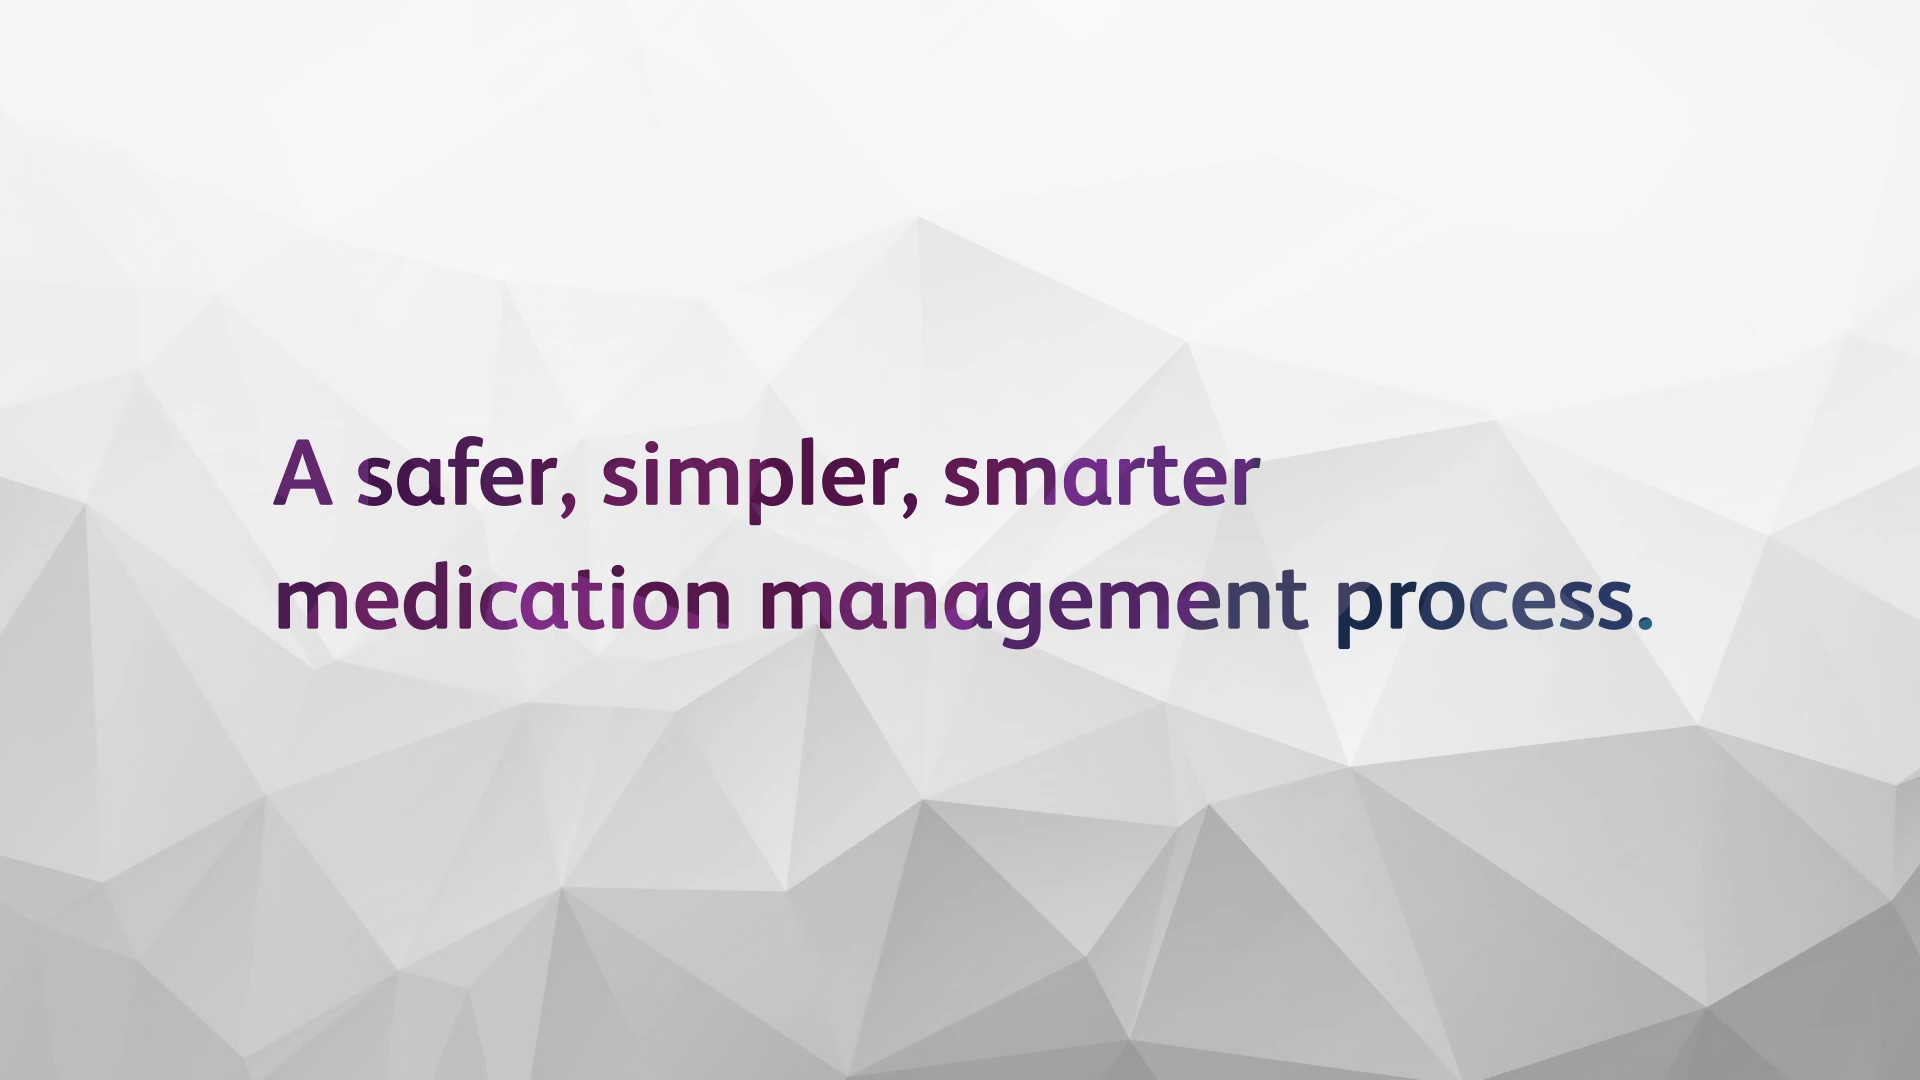 A safer, simpler, smarter
medication management process.